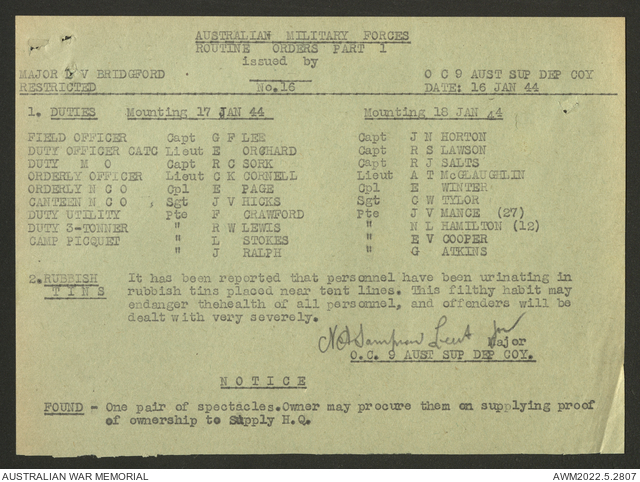 AUSTRALIAN MILITARY FORCES
ROUTINE ORDERS PART 1
issued by
MAJOR L V BRIDGFORD O C 9 AUST SUP DEP COY
RESTRICTED No.16 DATE: 16 JAN 44
1. DUTIES Mounting 17 JAN 44 Mounting 18 JAN 44
FIELD OFFICER Capt G F LEE Capt J N HORTON
DUTY OFFICER CATC Lieut E ORCHARD Capt R S LAWSON
DUTY M O Capt R C SORK Capt R J SALTS
ORDERLY OFFICER Lieut C K CORNELL Lieut A T McGLAUGHLIN
ORDERLY N C O Cpl E PAGE Cpl E WINTER
CANTEEN N C O Sgt J V HICKS Sgt C W TYLOR
DUTY UTILITY Pte F CRAWFORD Pte J V MANCE (27)
DUTY 3-TONNER " R W LEWIS " N L HAMILTON (12)
CAMP PICQUET " L STOKES " E V COOPER
" J RALPH " G ATKINS
2. RUBBISH It has been reported that personnel have been urinating in
TINS rubbish tins placed near tent lines. This filthy habit may
endanger thehealth of all personnel, and offenders will be
dealt with very severely.
Sampson Lieut for
Major
O.C. 9 AUST SUP DEP COY.
NOTICE
FOUND - One pair of spectacles.Owner may procure them on supplying proof
of ownership to Supply H.Q.
AUSTRALIAN WAR MEMORIAL AWM2022.5.2807